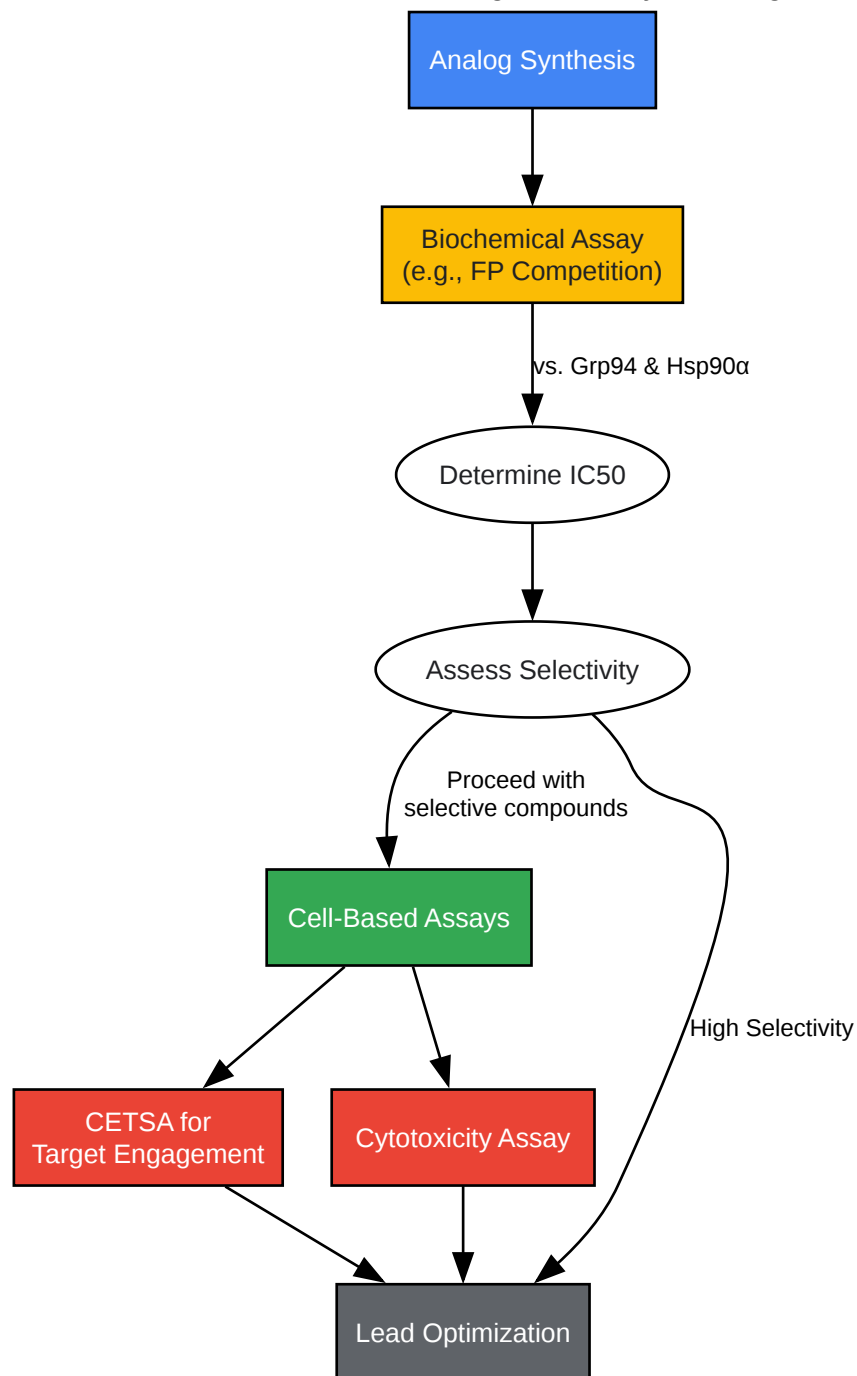 Analog Synthesis
Biochemical Assay
(e.g., FP Competition)
vs. Grp94 & Hsp90α
Determine IC50
Assess Selectivity
Proceed with
selective compounds
Cell-Based Assays
High Selectivity
CETSA for
Target Engagement
Cytotoxicity Assay
Lead Optimization